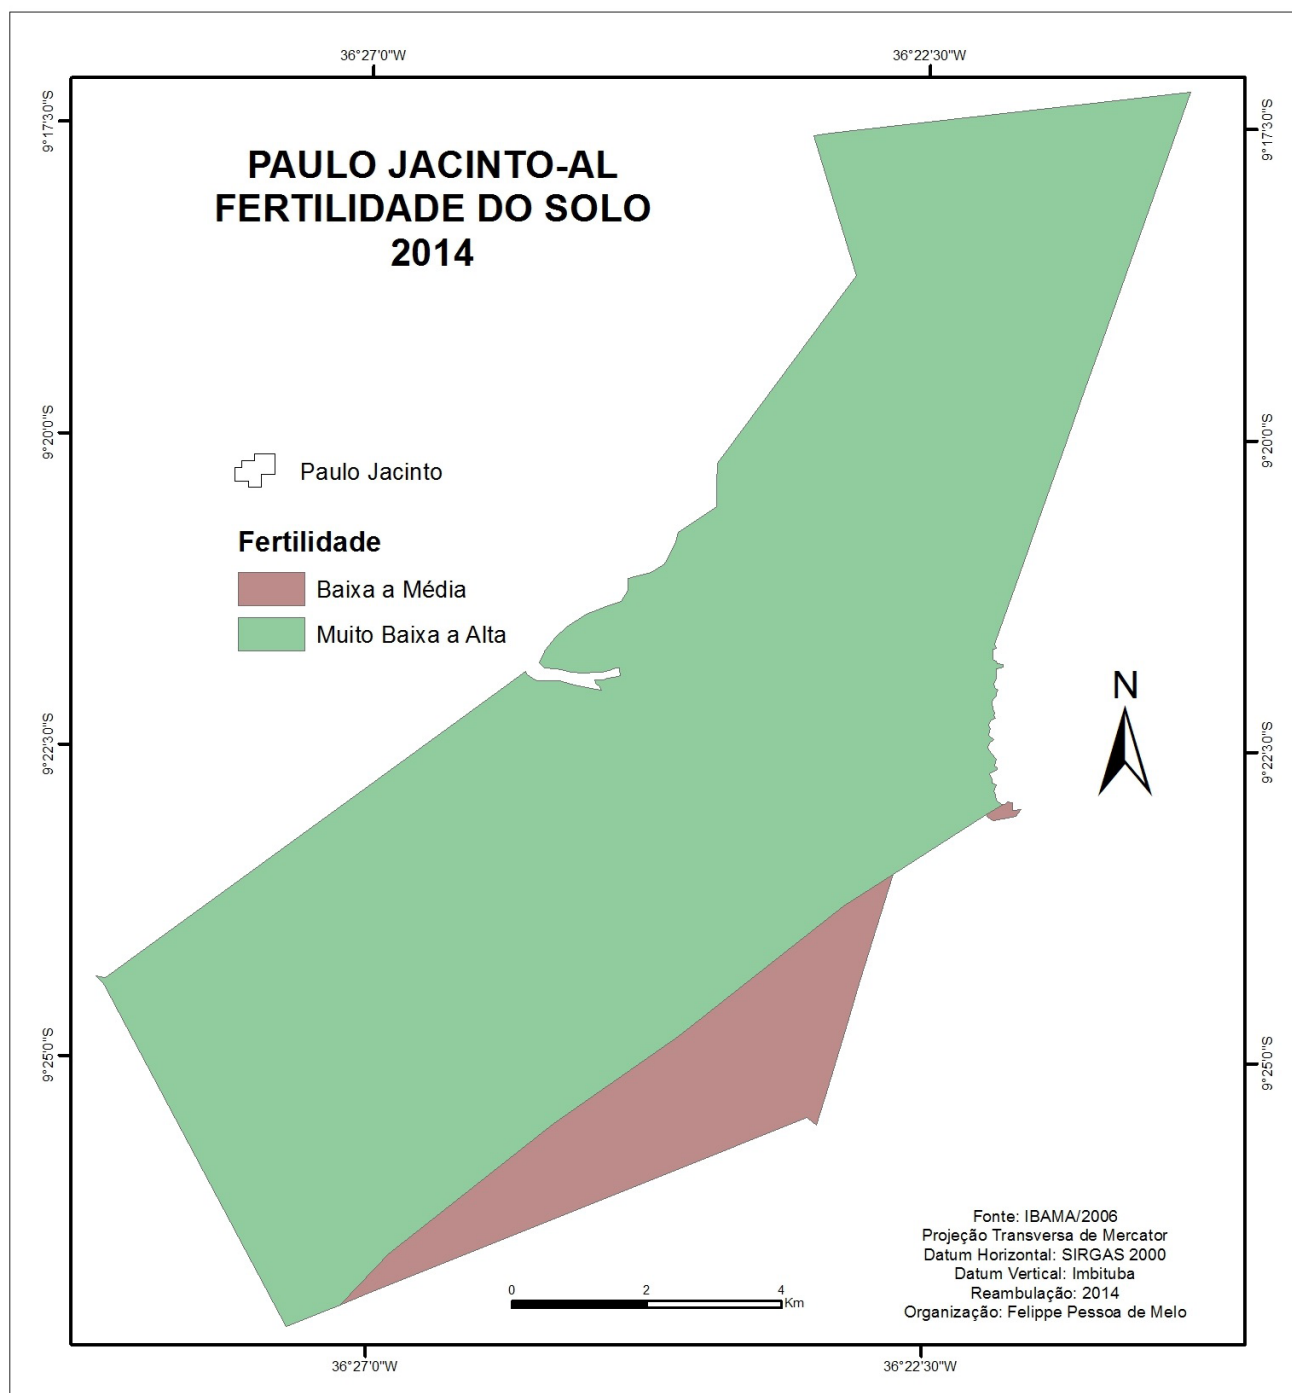 36°27'0"W
36°22'30"W
9°17'30"S
9°17'30"S
PAULO JACINTO-AL
FERTILIDADE DO SOLO
2014
9°20'0"S
9°20'0"S
Paulo Jacinto
Fertilidade
Baixa a Média
Muito Baixa a Alta
N
9°22'30"S
9°22'30"S
9°25'0"S
9°25'0"S
Fonte: IBAMA/2006
Projeção Transversa de Mercator
Datum Horizontal: SIRGAS 2000
Datum Vertical: Imbituba
Reambulação: 2014
Organização: Felippe Pessoa de Melo
0 2 4
Km
36°27'0"W
36°22'30"W